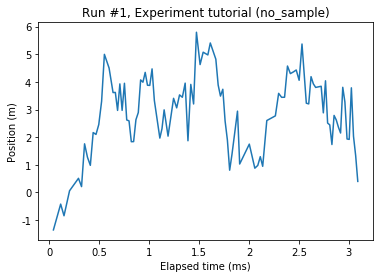 Run #1, Experiment tutorial (no_sample)
6
5
4
3
2
1
0
-1
Position (m)
0 0.5 1 1.5 2 2.5 3
Elapsed time (ms)